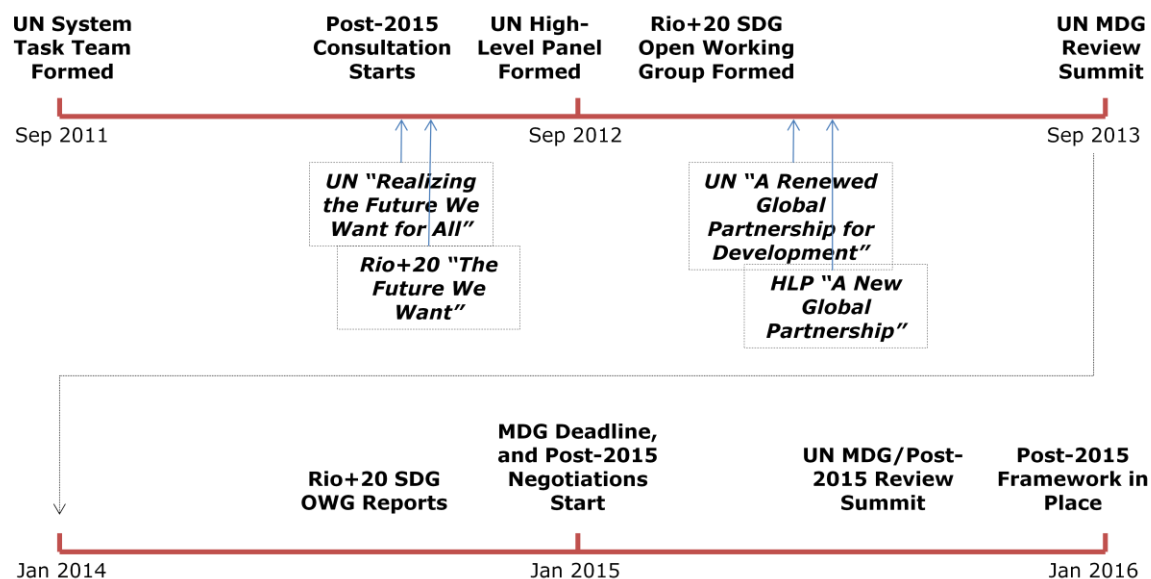 UN System
Task Team
Formed
Post-2015
Consultation
Starts
UN High-
Level Panel
Formed
Rio+20 SDG
Open Working
Group Formed
UN MDG
Review
Summit
Sep 2011
Sep 2012
Sep 2013
UN “Realizing
the Future We
Want for All”
Rio+20 “The
Future We
Want”
UN “A Renewed
Global
Partnership for
Development”
HLP “A New
Global
Partnership”
Rio+20 SDG
OWG Reports
MDG Deadline,
and Post-2015
Negotiations
Start
UN MDG/Post-
2015 Review
Summit
Post-2015
Framework in
Place
Jan 2014
Jan 2015
Jan 2016